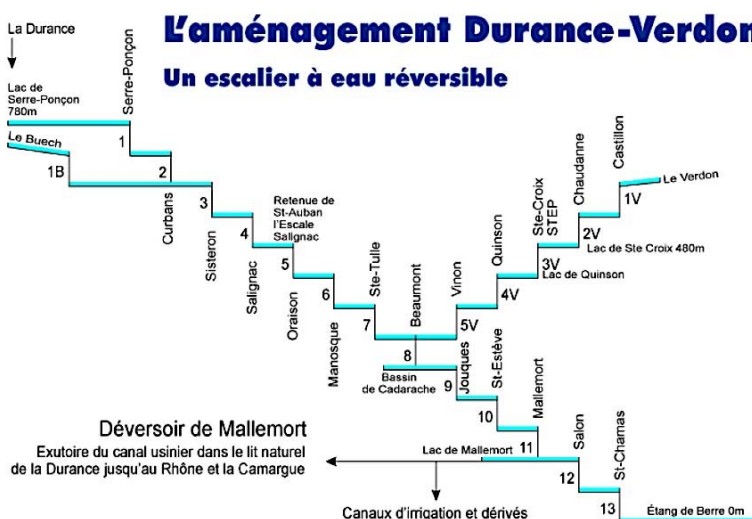 L'aménagement Durance-Verdon
Un escalier à eau réversible
La Durance
Lac de
Serre-Ponçon
780m
Serre-Ponçon
Le Buech
1
1B
2
Curbans
3
Sisteron
4
Salignac
Retenue de
St-Auban
l'Escale
Salignac
5
Oraison
6
Manosque
Ste-Tulle
7
Beaumont
8
Bassin
de Cadarache
Vinon
5V
Quinson
4V
Lac de Quinson
Ste-Croix
STEP
3V
Lac de Ste Croix 480m
Chaudanne
2V
Castillon
1V
Le Verdon
Jouques
9
St-Estève
10
Mallemort
11
Lac de Mallemort
Salon
12
St-Chamas
13
Étang de Berre 0m
Déversoir de Mallemort
Exutoire du canal usinier dans le lit naturel
de la Durance jusqu'au Rhône et la Camargue
Canaux d'irrigation et dérivés